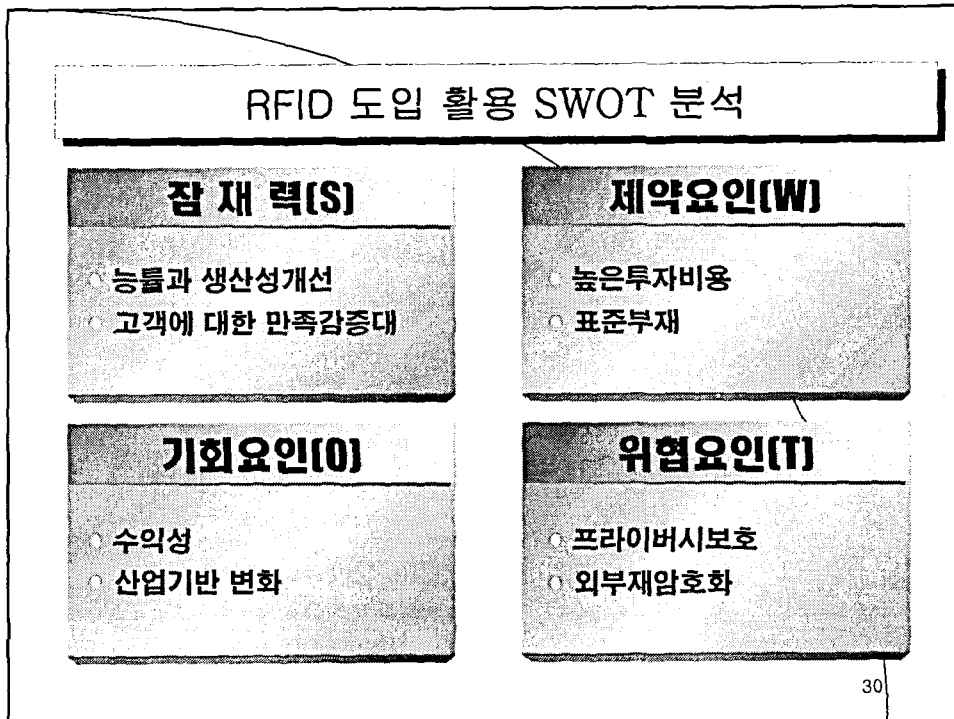 RFID 도입 활용 SWOT 분석
잠 재 력(S)
능률과 생산성개선
고객에 대한 만족감증대
제약요인(W)
높은투자비용
표준부재
기회요인(O)
수익성
산업기반 변화
위협요인(T)
프라이버시보호
외부재암호화
30